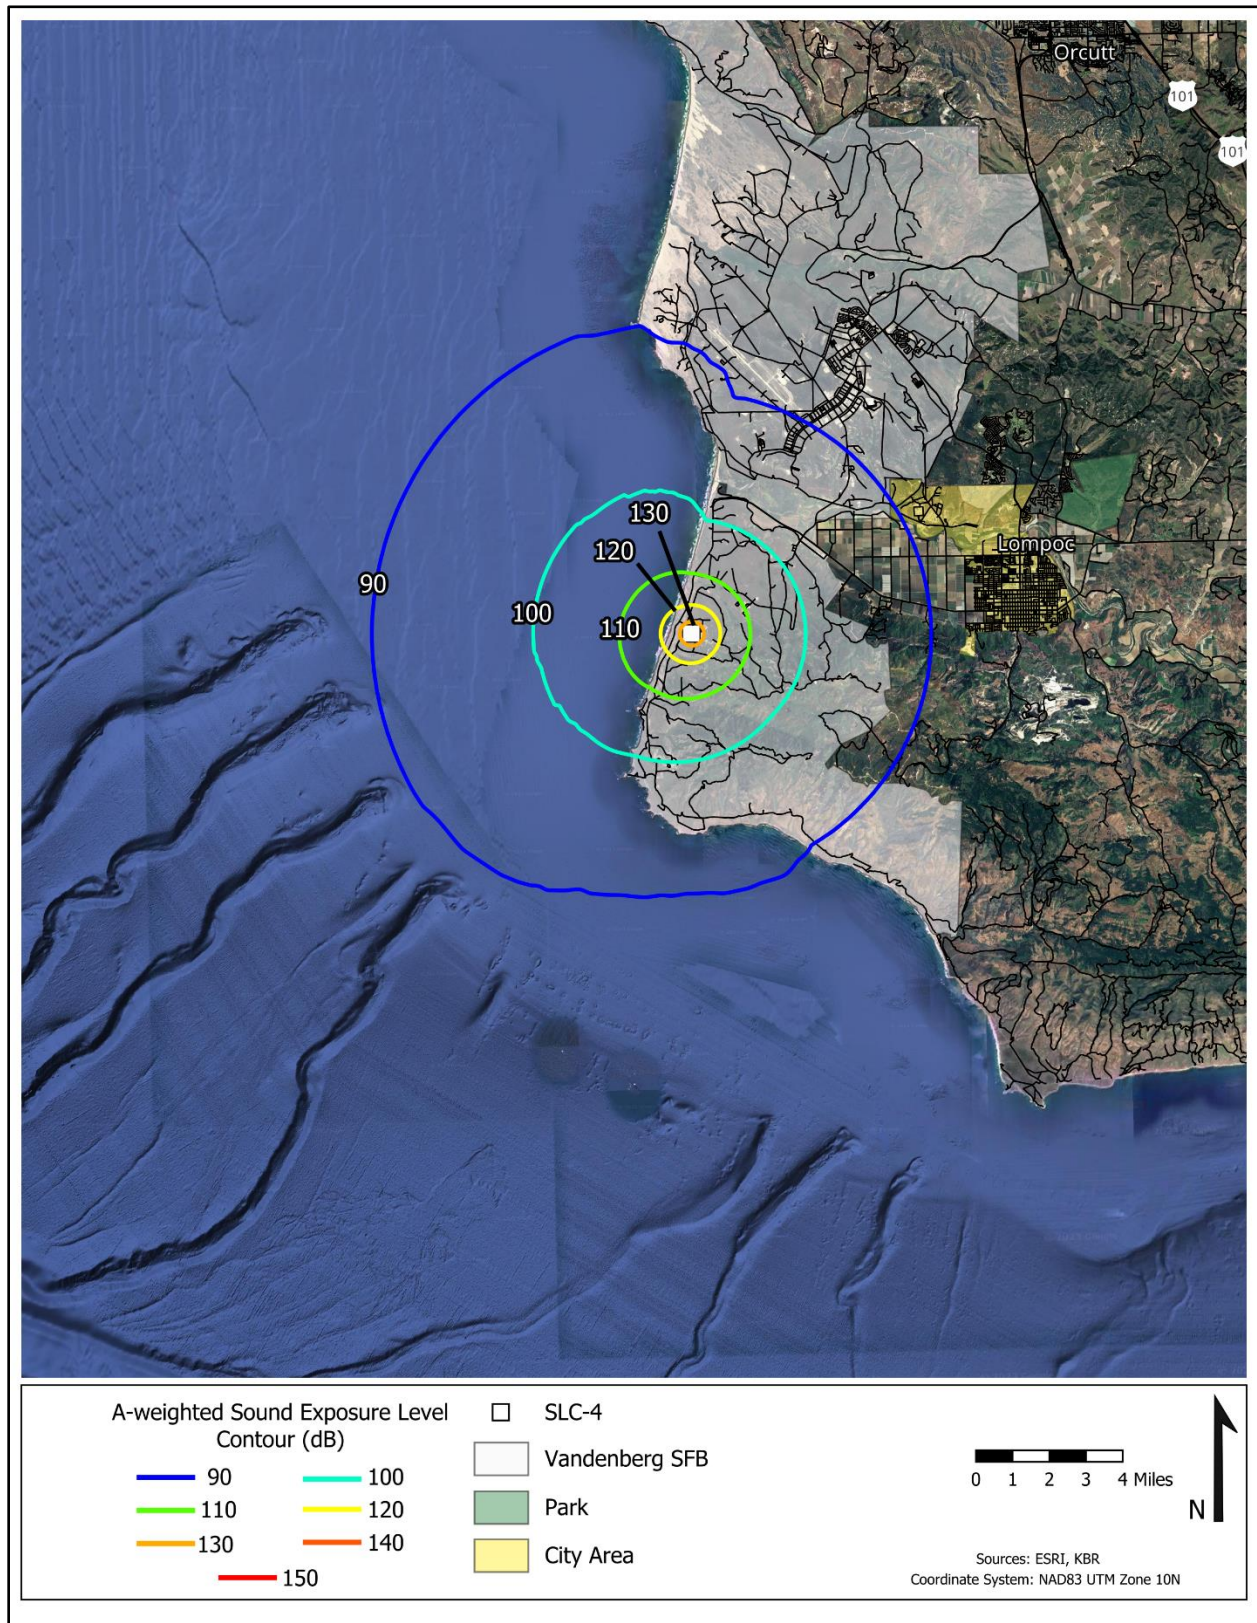 Orcutt
101
101
130
120
Lompoc
90
100
110
A-weighted Sound Exposure Level
Contour (dB)
90
100
110
120
130
140
150
SLC-4
Vandenberg SFB
Park
City Area
0 1 2 3 4 Miles
N
Sources: ESRI, KBR
Coordinate System: NAD83 UTM Zone 10N